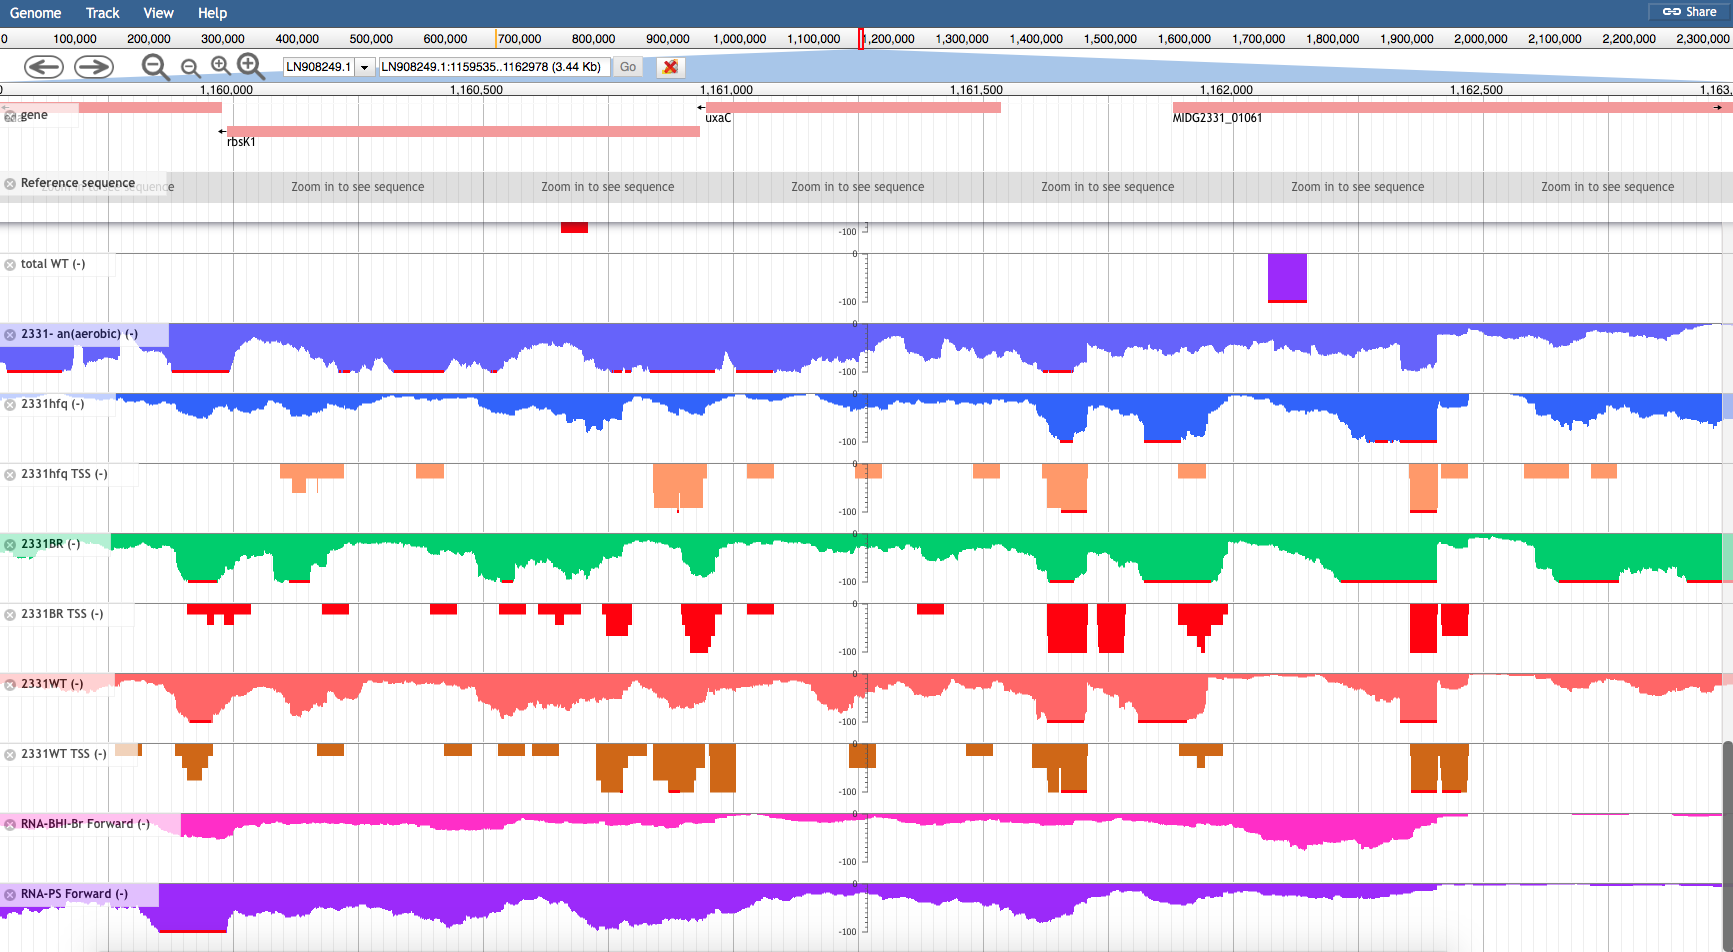 Genome Track View Help Share
0 100,000 200,000 300,000 400,000 500,000 600,000 700,000 800,000 900,000 1,000,000 1,100,000 1,200,000 1,300,000 1,400,000 1,500,000 1,600,000 1,700,000 1,800,000 1,900,000 2,000,000 2,100,000 2,200,000 2,300,000
LN908249.1 LN908249.1:1159535..1162978 (3.44 Kb) Go
1,160,000 1,160,500 1,161,000 1,161,500 1,162,000 1,162,500 1,163,
gene uxaC MIDG2331_01061
rbsK1
Reference sequence
Zoom in to see sequence Zoom in to see sequence Zoom in to see sequence Zoom in to see sequence Zoom in to see sequence Zoom in to see sequence Zoom in to see sequence
-100
0
total WT (-)
-100
0
2331- an(aerobic) (-)
-100
0
2331hfq (-)
-100
0
2331hfq TSS (-)
-100
0
2331BR (-)
-100
0
2331BR TSS (-)
-100
0
2331WT (-)
-100
0
2331WT TSS (-)
-100
0
RNA-BHI-Br Forward (-)
-100
0
RNA-PS Forward (-)
-100